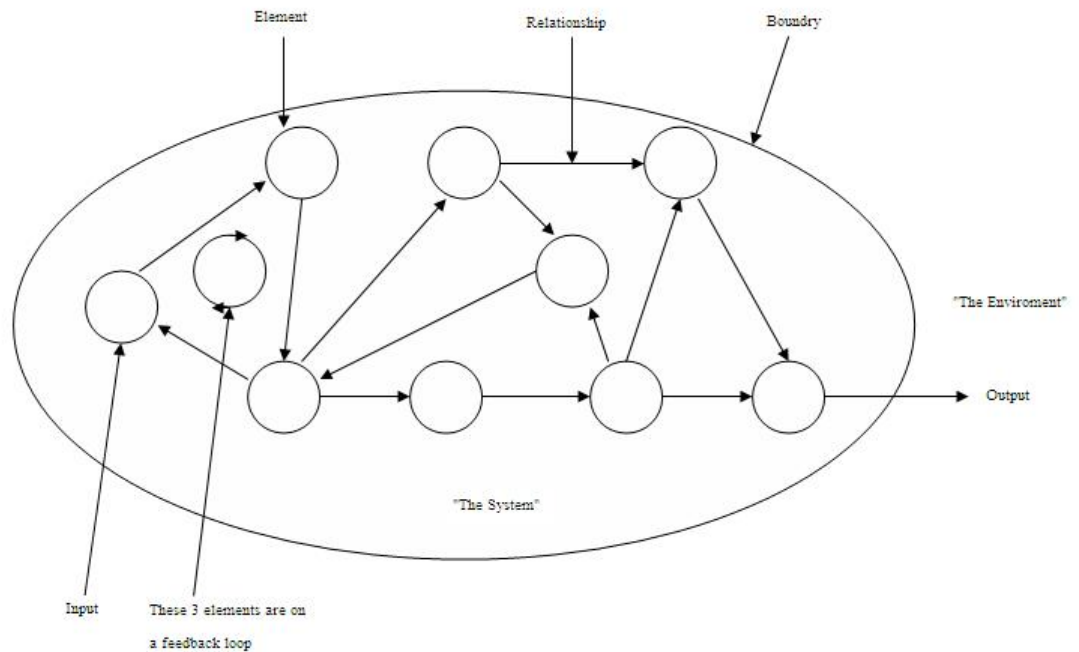 Element
Relationship
Boundry
"The Enviroment"
Output
"The System"
Input
These 3 elements are on
a feedback loop